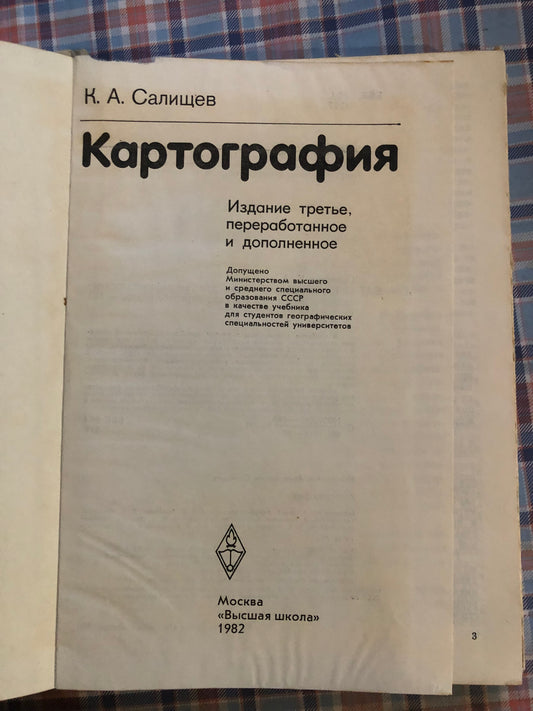 К. А. Салищев
Картография
Издание третье,
переработанное
и дополненное
Допущено
Министерством высшего
и среднего специального
образования СССР
в качестве учебника
для студентов географических
специальностей университетов
Москва
«Высшая школа»
1982
3